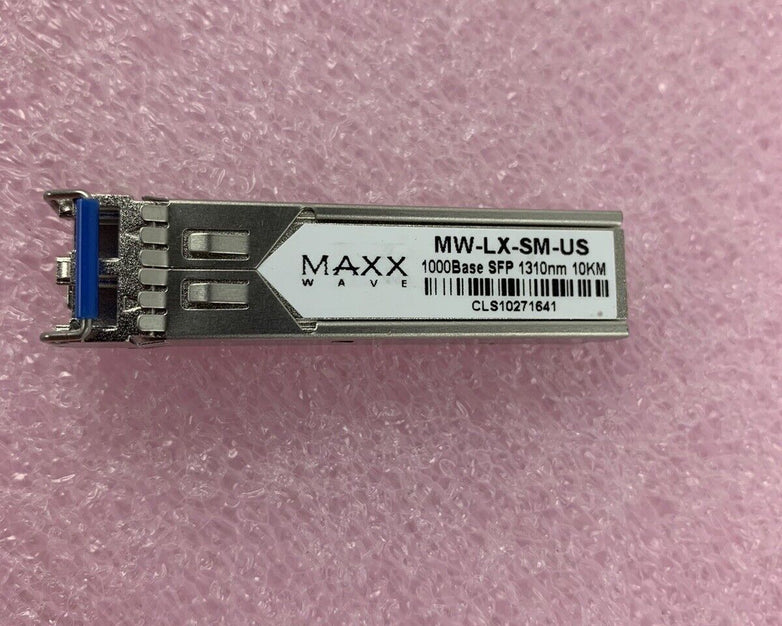 MAXX
WAVE
MW-LX-SM-US
1000Base SFP 1310nm 10KM
CLS10271641